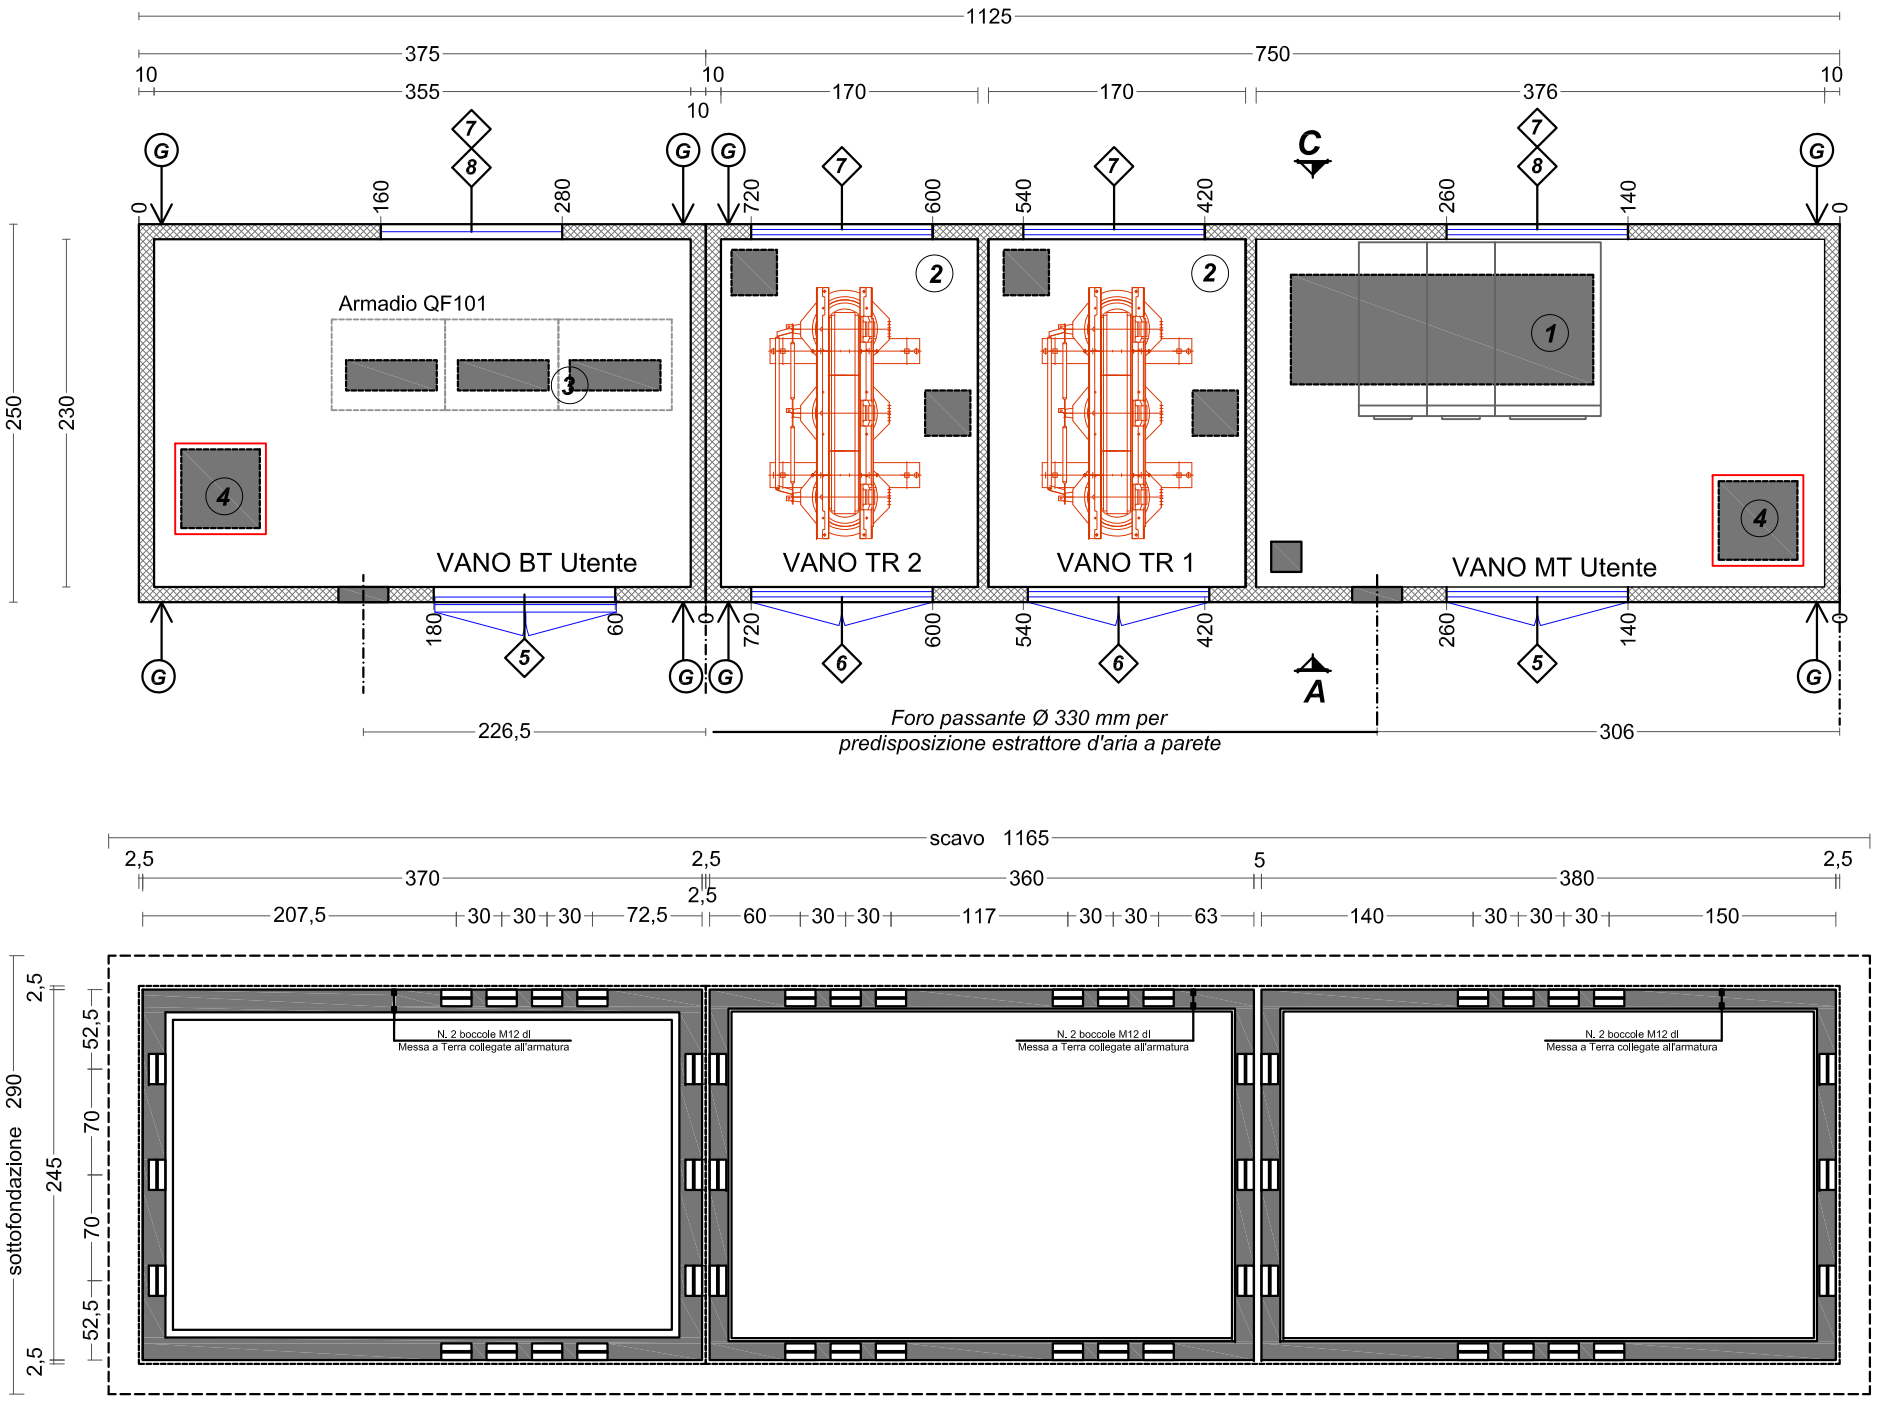 1125
375 750
10 10 10
355 170 170 376
10
7 7
8 7 7 C 8
G G G G
0 160 280 720 600 540 420 260 140 0
2 2
Armadio QF101
1
3
250 230
4 4
VANO BT Utente VANO TR 2 VANO TR 1 VANO MT Utente
180 60 0 720 600 540 420 260 140 0
5 6 6 5
G G G A G
226,5 306
Foro passante Ø 330 mm per
predisposizione estrattore d'aria a parete
scavo 1165
2,5 2,5 5 2,5
370 360 380
2,5
207,5 30 30 30 72,5 60 30 30 117 30 30 63 140 30 30 30 150
2,5
52,5
70
70
52,5
2,5
245
sottofondazione 290
N. 2 boccole M12 di
Messa a Terra collegate all'armatura
N. 2 boccole M12 di
Messa a Terra collegate all'armatura
N. 2 boccole M12 di
Messa a Terra collegate all'armatura